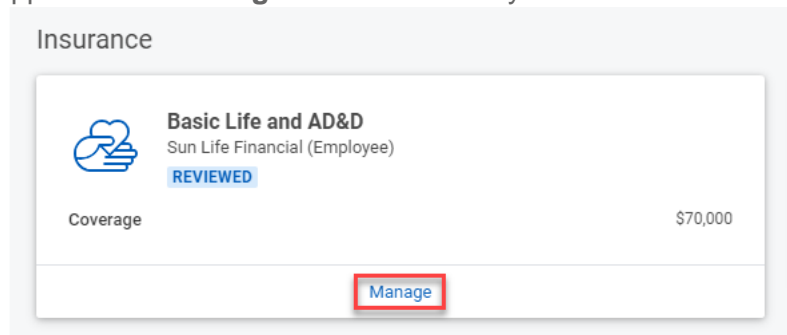 Insurance
Basic Life and AD&D
Sun Life Financial (Employee)
REVIEWED
Coverage $70,000
Manage